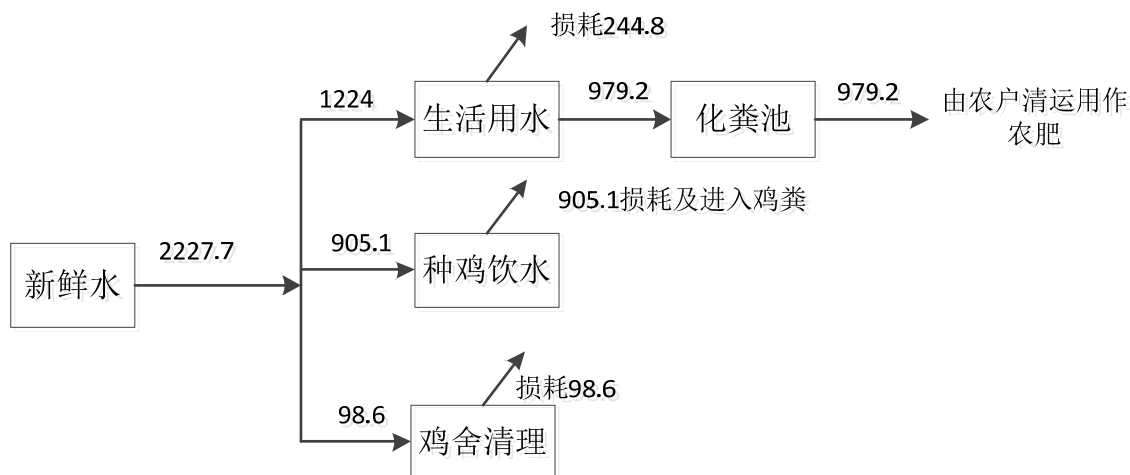 损耗244.8
1224
生活用水
979.2
化粪池
979.2
由农户清运用作
农肥
905.1损耗及进入鸡粪
新鲜水
2227.7
905.1
种鸡饮水
损耗98.6
98.6
鸡舍清理